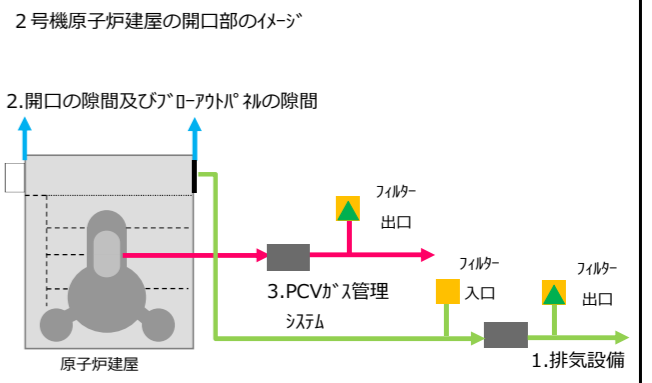 ２号機原子炉建屋の開口部のｲﾒｰｼﾞ
2.開口の隙間及びﾌﾞﾛｰｱｳﾄﾊﾟﾈﾙの隙間
ﾌｨﾙﾀｰ
出口
3.PCVｶﾞｽ管理
ｼｽﾃﾑ
ﾌｨﾙﾀｰ
入口
ﾌｨﾙﾀｰ
出口
1.排気設備
原子炉建屋